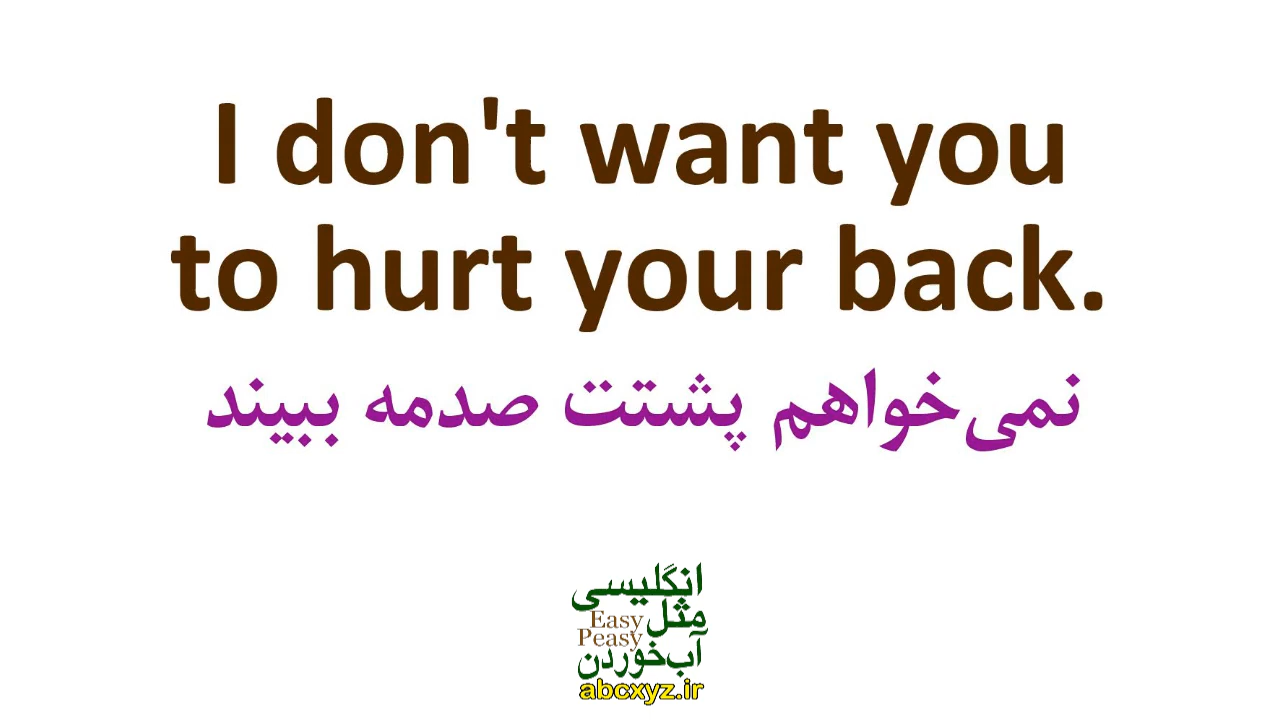 I don't want you
to hurt your back.
نمی‌خواهم پشتت صدمه ببیند
انگلیسی
مثل
Easy
Peasy
آب‌خوردن
abcxyz.ir